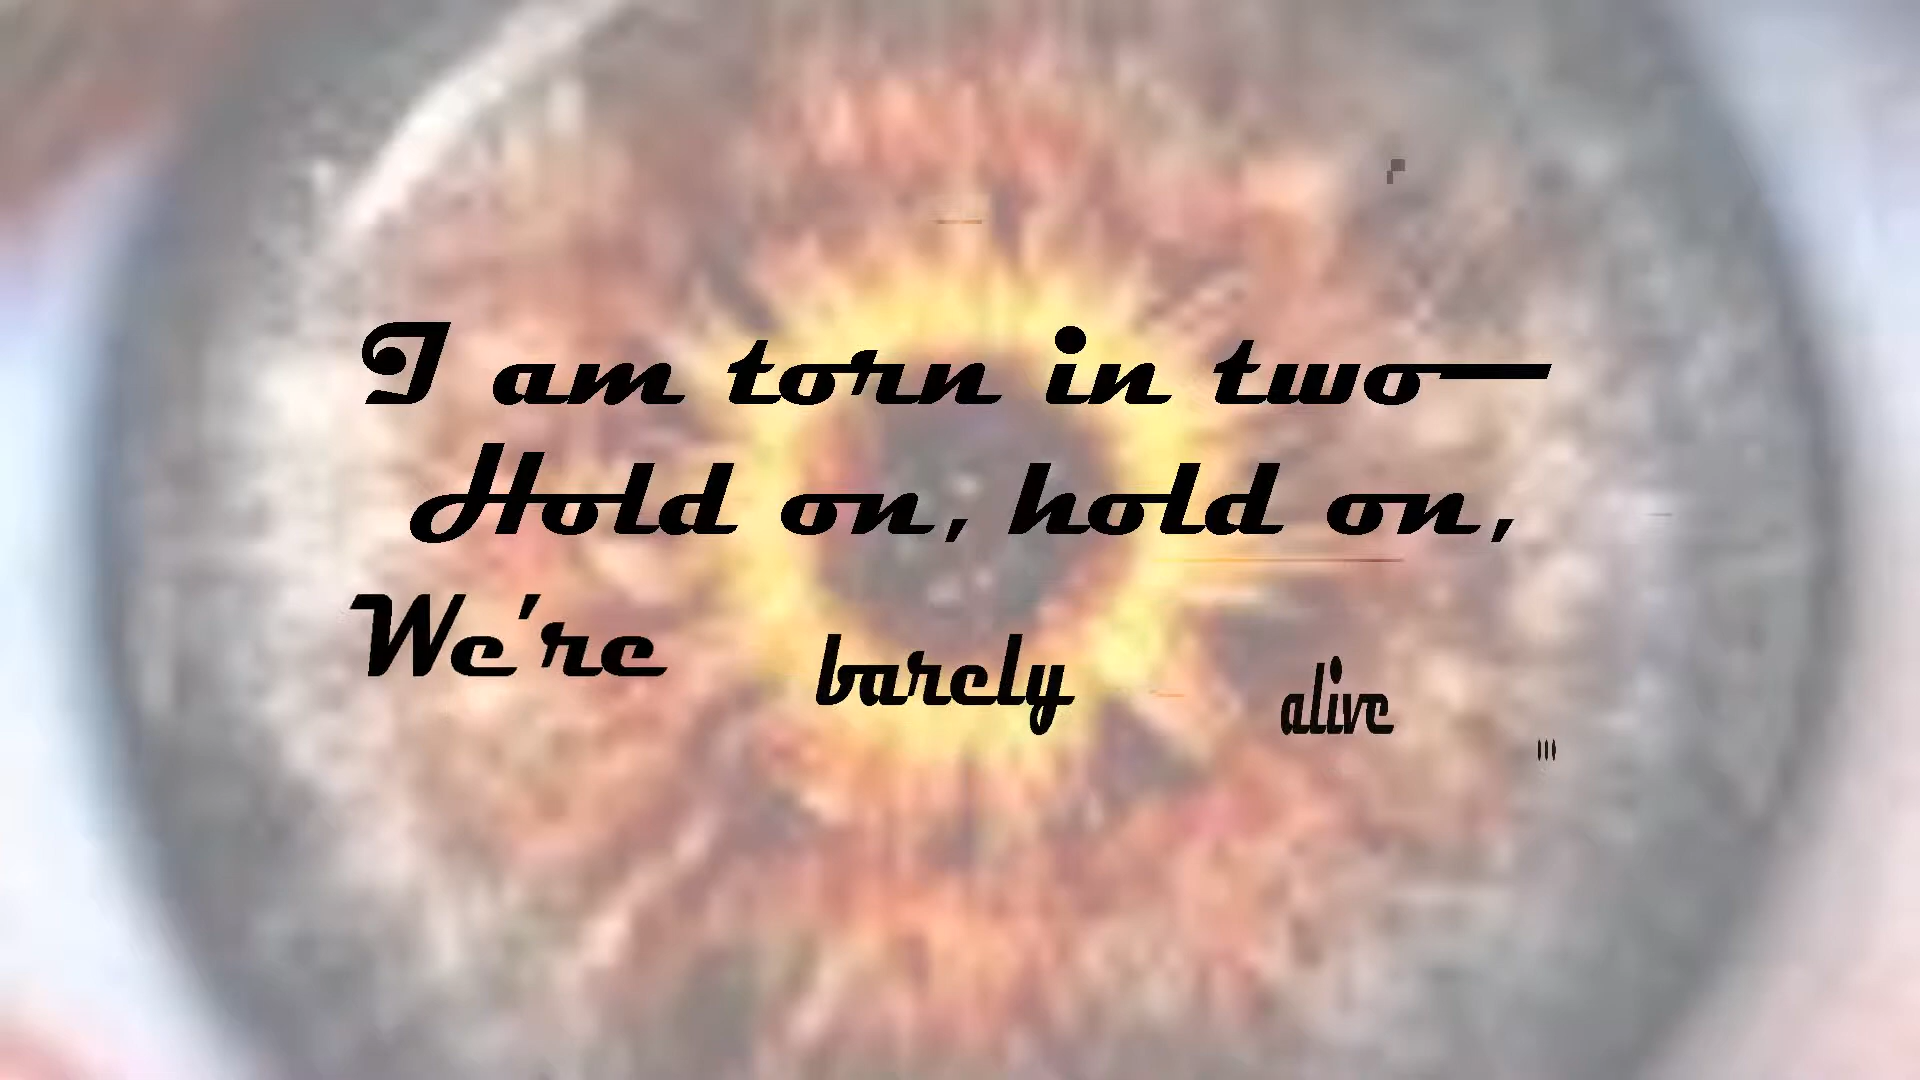 I am torn in two—
Hold on, hold on,
We're barely alive